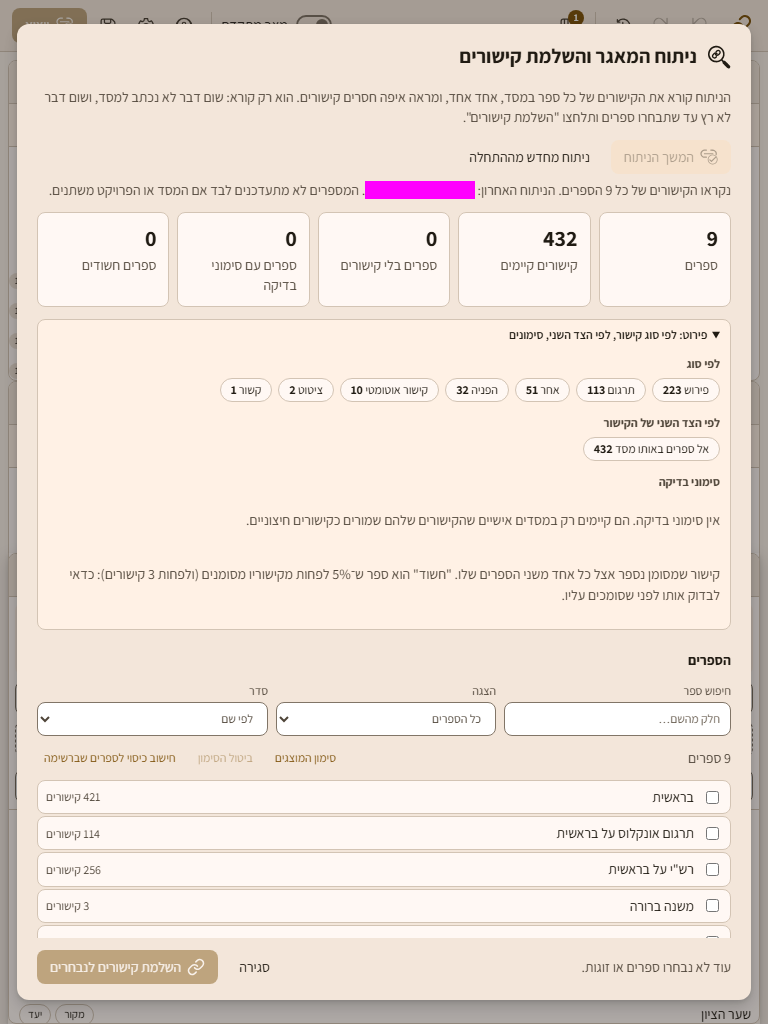 ניתוח המאגר והשלמת קישורים
הניתוח קורא את הקישורים של כל ספר במסד, אחד אחד, ומראה איפה חסרים קישורים. הוא רק קורא: שום דבר לא נכתב למסד, ושום דבר
לא רץ עד שתבחרו ספרים ותלחצו "השלמת קישורים".
המשך הניתוח
ניתוח מחדש מההתחלה
נקראו הקישורים של כל 9 הספרים. הניתוח האחרון: . המספרים לא מתעדכנים לבד אם המסד או הפרויקט משתנים.
9
ספרים
432
קישורים קיימים
0
ספרים בלי קישורים
0
ספרים עם סימוני
בדיקה
0
ספרים חשודים
▼ פירוט: לפי סוג קישור, לפי הצד השני, סימונים
לפי סוג
פירוש 223
תרגום 113
אחר 51
הפניה 32
קישור אוטומטי 10
ציטוט 2
קשור 1
לפי הצד השני של הקישור
אל ספרים באותו מסד 432
סימוני בדיקה
אין סימוני בדיקה. הם קיימים רק במסדים אישיים שהקישורים שלהם שמורים כקישורים חיצוניים.
קישור שמסומן נספר אצל כל אחד משני הספרים שלו. "חשוד" הוא ספר ש־5% לפחות מקישוריו מסומנים (ולפחות 3 קישורים): כדאי
לבדוק אותו לפני שסומכים עליו.
הספרים
חיפוש ספר
הצגה
סדר
חלק מהשם...
כל הספרים
לפי שם
9 ספרים
סימון המוצגים
ביטול הסימון
חישוב כיסוי לספרים שברשימה
בראשית
421 קישורים
תרגום אונקלוס על בראשית
114 קישורים
רש"י על בראשית
256 קישורים
משנה ברורה
3 קישורים
עוד לא נבחרו ספרים או זוגות.
סגירה
השלמת קישורים לנבחרים
שער הציון
מקור
יעד
1